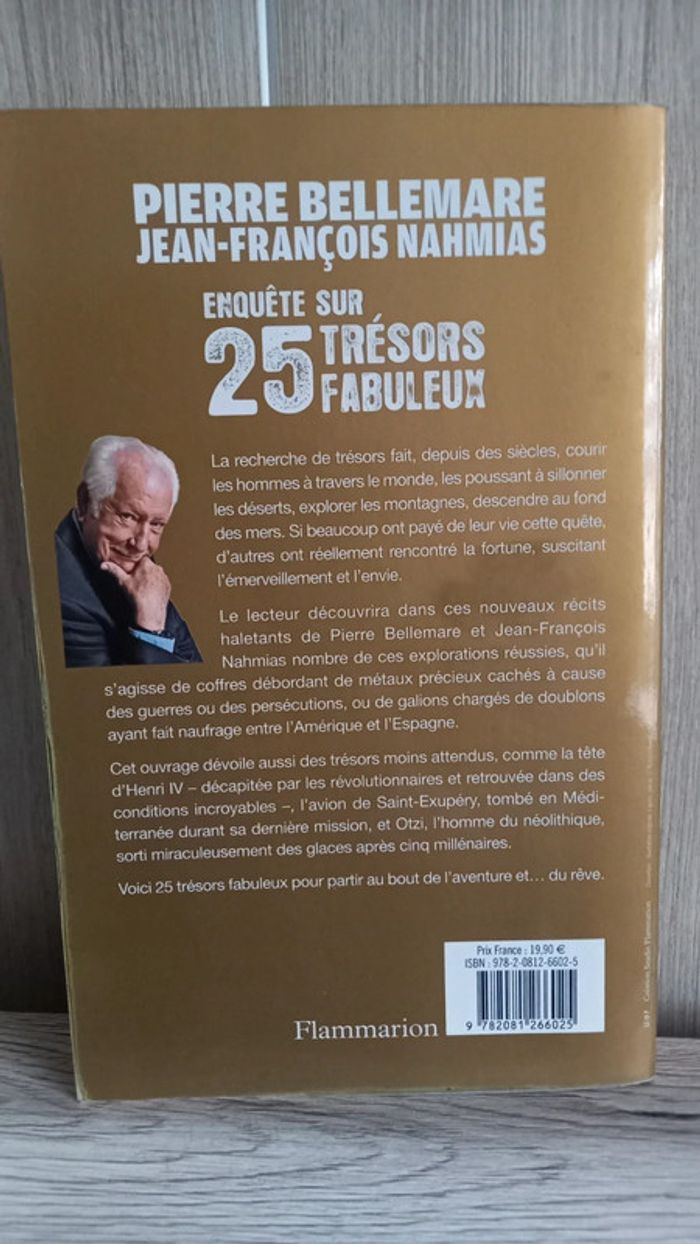 PIERRE BELLEMARE
JEAN-FRANÇOIS NAHMIAS
ENQUÊTE SUR
25 TRÉSORS
FABULEUX
La recherche de trésors fait, depuis des siècles, courir
les hommes à travers le monde, les poussant à sillonner
les déserts, explorer les montagnes, descendre au fond
des mers. Si beaucoup ont payé de leur vie cette quête,
d'autres ont réellement rencontré la fortune, suscitant
l'émerveillement et l'envie.
Le lecteur découvrira dans ces nouveaux récits
haletants de Pierre Bellemare et Jean-François
Nahmias nombre de ces explorations réussies, qu'il
s'agisse de coffres débordant de métaux précieux cachés à cause
des guerres ou des persécutions, ou de galions chargés de doublons
ayant fait naufrage entre l'Amérique et l'Espagne.
Cet ouvrage dévoile aussi des trésors moins attendus, comme la tête
d'Henri IV – décapitée par les révolutionnaires et retrouvée dans des
conditions incroyables –, l'avion de Saint-Exupéry, tombé en Médi-
terranée durant sa dernière mission, et Otzi, l'homme du néolithique,
sorti miraculeusement des glaces après cinq millénaires.
Voici 25 trésors fabuleux pour partir au bout de l'aventure et... du rêve.
Prix France : 19,90 €
ISBN : 978-2-0812-6602-5
9 782081 266025
Flammarion
Création Studio Flammarion